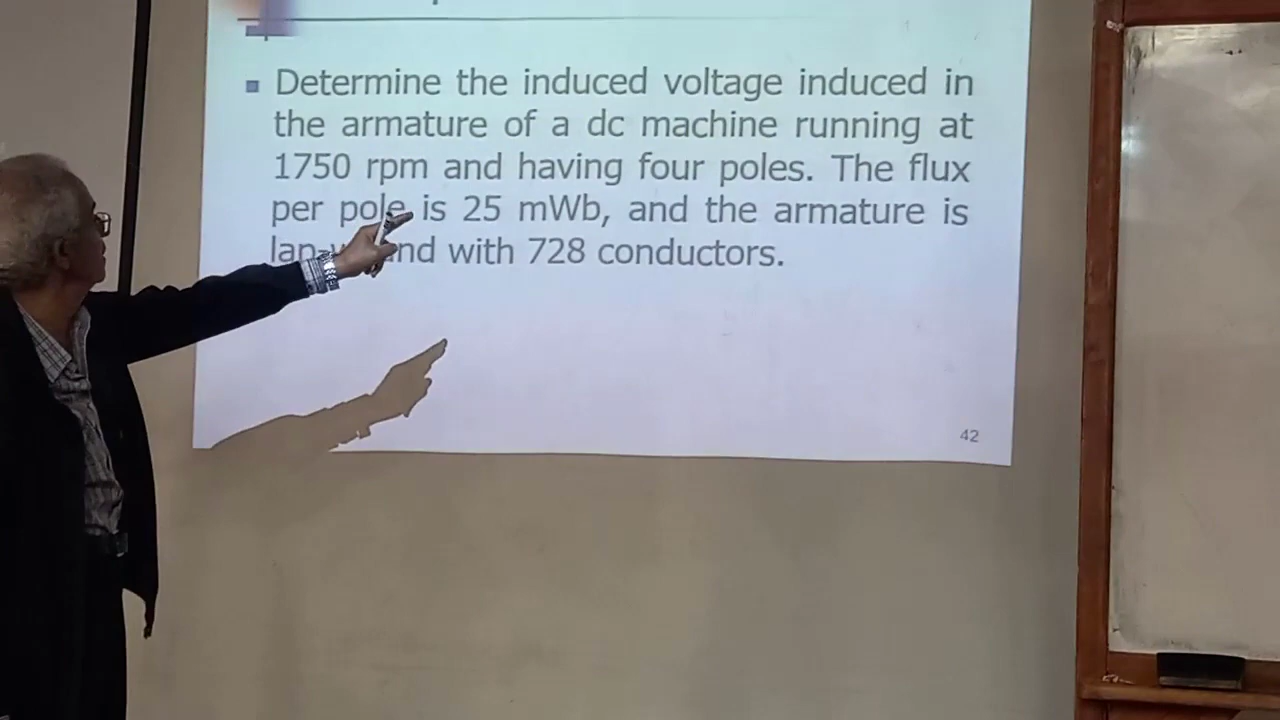 Determine the induced voltage induced in
the armature of a dc machine running at
1750 rpm and having four poles. The flux
per pole is 25 mWb, and the armature is
with 728 conductors.
42